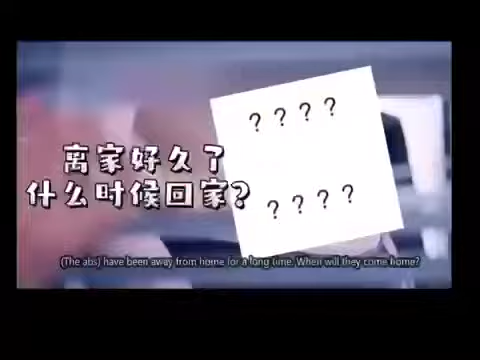 ? ? ? ?
离家好久了
什么时候回家?
? ? ? ?
(The abs) have been away from home for a long time. When will they come home?